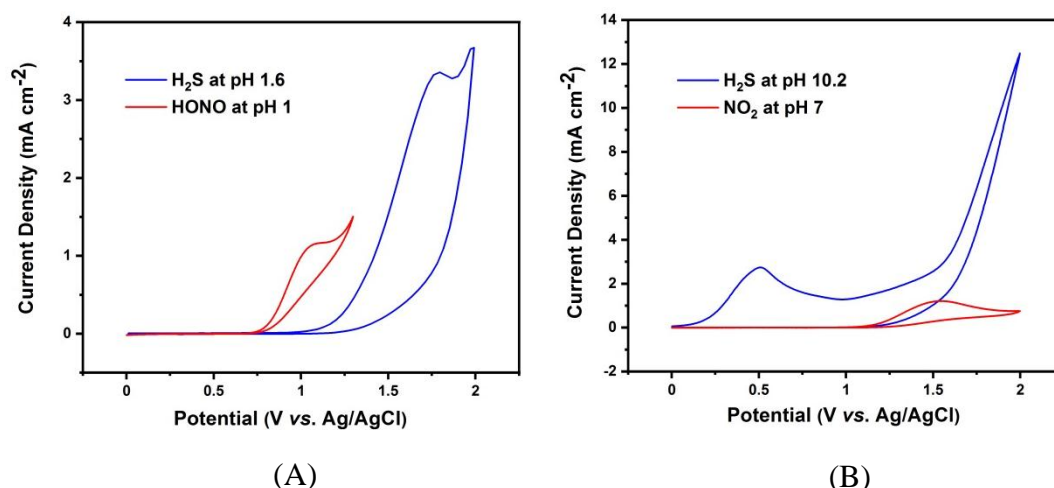 4
3
2
1
0
H₂S at pH 1.6
HONO at pH 1
Current Density (mA cm⁻²)
0 0.5 1 1.5 2
Potential (V vs. Ag/AgCl)
(A)
14
12
10
8
6
4
2
0
-2
H₂S at pH 10.2
NO₂ at pH 7
Current Density (mA cm⁻²)
0 0.5 1 1.5 2
Potential (V vs. Ag/AgCl)
(B)